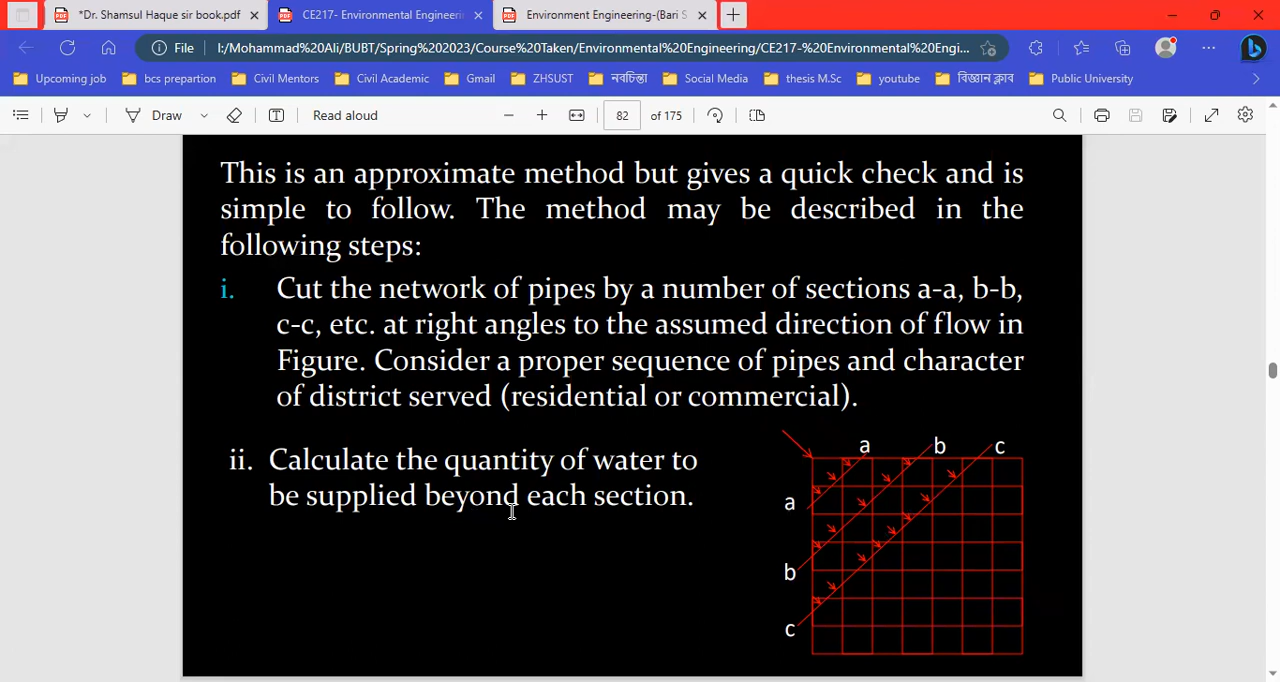 *Dr. Shamsul Haque sir book.pdf
CE217- Environmental Engineerin
Environment Engineering-(Bari S
File I:/Mohammad%20Ali/BUBT/Spring%202023/Course%20Taken/Environmental%20Engineering/CE217-%20Environmental%20Engi...
Upcoming job bcs prepartion Civil Mentors Civil Academic Gmail ZHSUST নবচিন্তা Social Media thesis M.Sc youtube বিজ্ঞান ক্লাব Public University
Draw Read aloud 82 of 175
This is an approximate method but gives a quick check and is
simple to follow. The method may be described in the
following steps:
i. Cut the network of pipes by a number of sections a-a, b-b,
c-c, etc. at right angles to the assumed direction of flow in
Figure. Consider a proper sequence of pipes and character
of district served (residential or commercial).
ii. Calculate the quantity of water to
be supplied beyond each section.
a b c
a
b
c